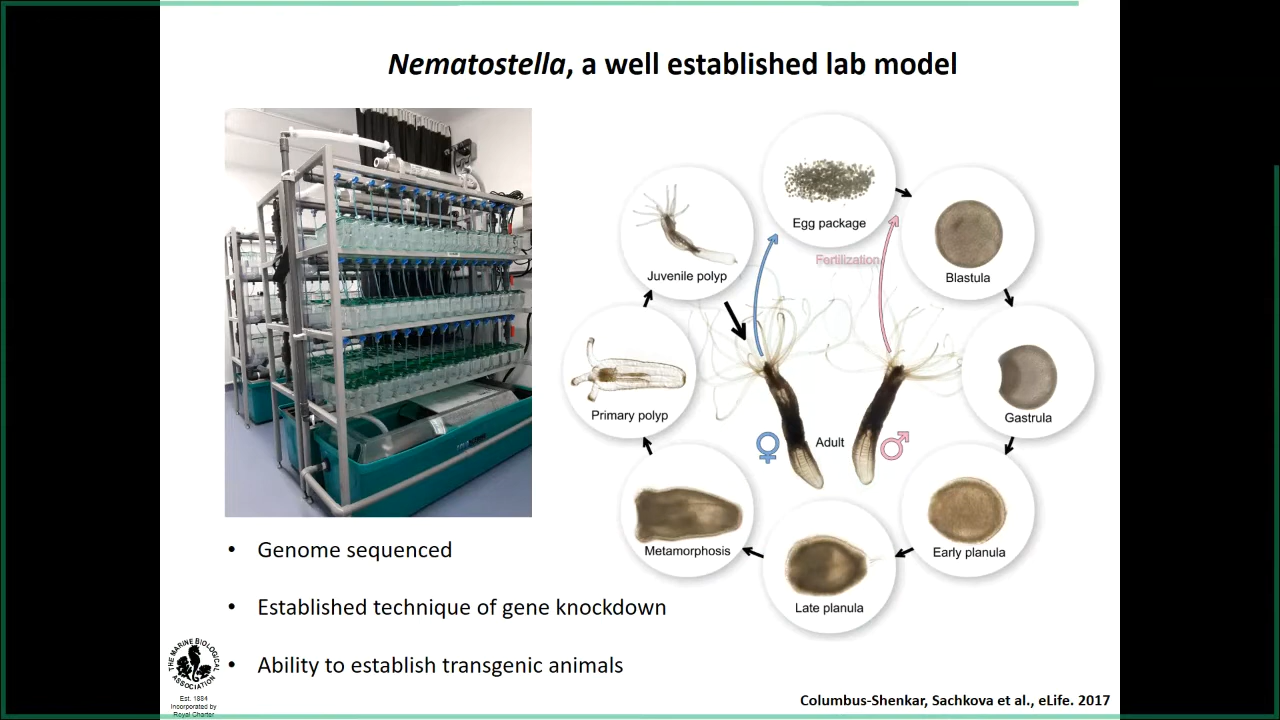 Nematostella, a well established lab model
Egg package
Fertilization
Blastula
Gastrula
Early planula
Late planula
Metamorphosis
Primary polyp
Juvenile polyp
Adult
• Genome sequenced
• Established technique of gene knockdown
• Ability to establish transgenic animals
THE MARINE BIOLOGICAL
ASSOCIATION
Est. 1884
Incorporated by
Royal Charter
Columbus-Shenkar, Sachkova et al., eLife. 2017